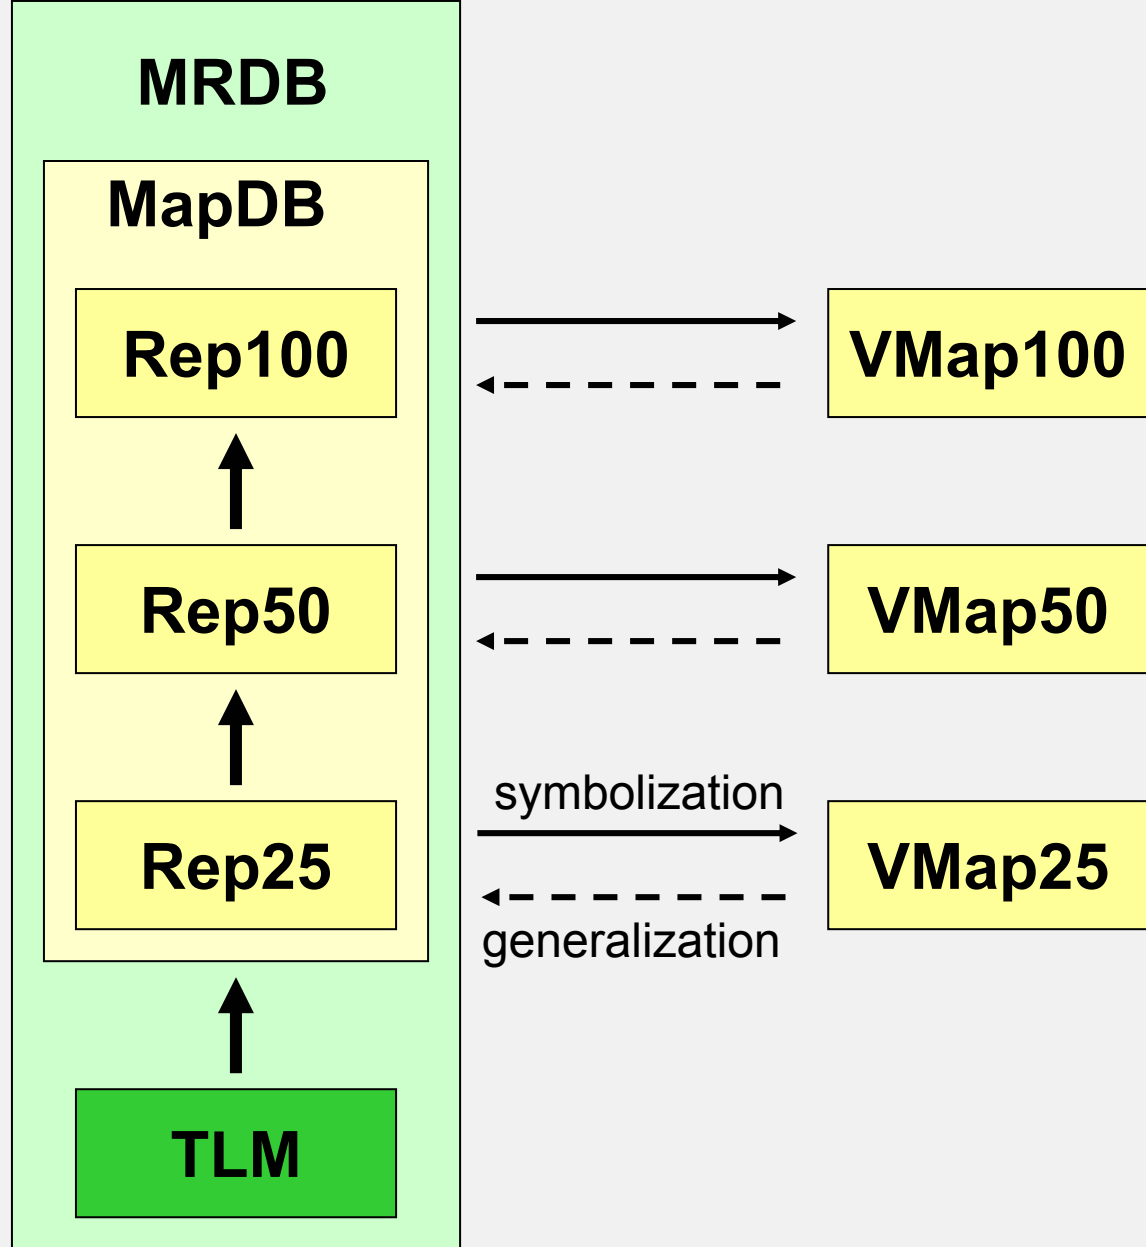 MRDB
MapDB
Rep100
VMap100
Rep50
VMap50
symbolization
Rep25
VMap25
generalization
TLM